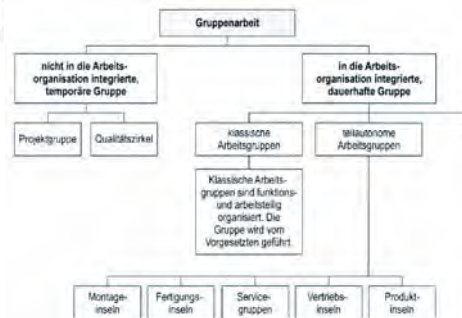 Gruppenarbeit
nicht in die Arbeits-
organisation integrierte,
temporäre Gruppe
in die Arbeits-
organisation integrierte,
dauerhafte Gruppe
Projektgruppe
Qualitätszirkel
klassische
Arbeitsgruppen
teilautonome
Arbeitsgruppen
Klassische Arbeits-
gruppen sind funktions-
und arbeitsteilig
organisiert. Die
Gruppe wird vom
Vorgesetzten geführt
Montage-
inseln
Fertigungs-
inseln
Service-
gruppen
Vertriebs-
inseln
Produkt-
inseln